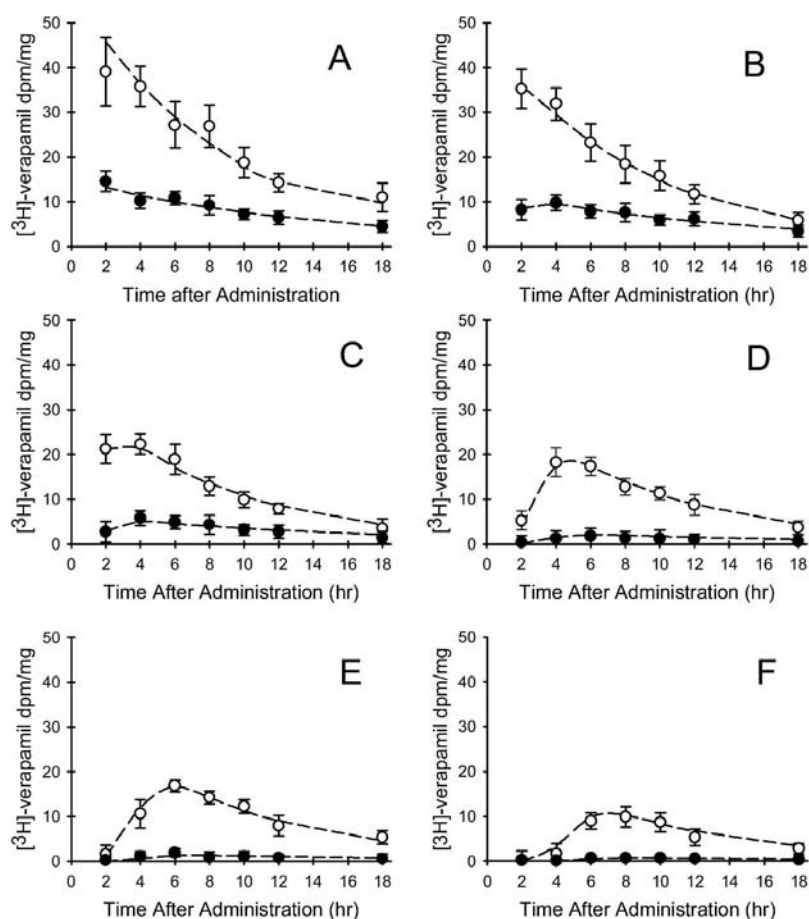 50
40
30
20
10
0
[³H]-verapamil dpm/mg
A
0 2 4 6 8 10 12 14 16 18
Time after Administration
50
40
30
20
10
0
[³H]-verapamil dpm/mg
B
0 2 4 6 8 10 12 14 16 18
Time After Administration (hr)
50
40
30
20
10
0
[³H]-verapamil dpm/mg
C
0 2 4 6 8 10 12 14 16 18
Time After Administration (hr)
50
40
30
20
10
0
[³H]-verapamil dpm/mg
D
0 2 4 6 8 10 12 14 16 18
Time After Administration (hr)
50
40
30
20
10
0
[³H]-verapamil dpm/mg
E
0 2 4 6 8 10 12 14 16 18
Time After Administration (hr)
50
40
30
20
10
0
[3H]-verapamil dpm/mg
F
0 2 4 6 8 10 12 14 16 18
Time After Administration (hr)